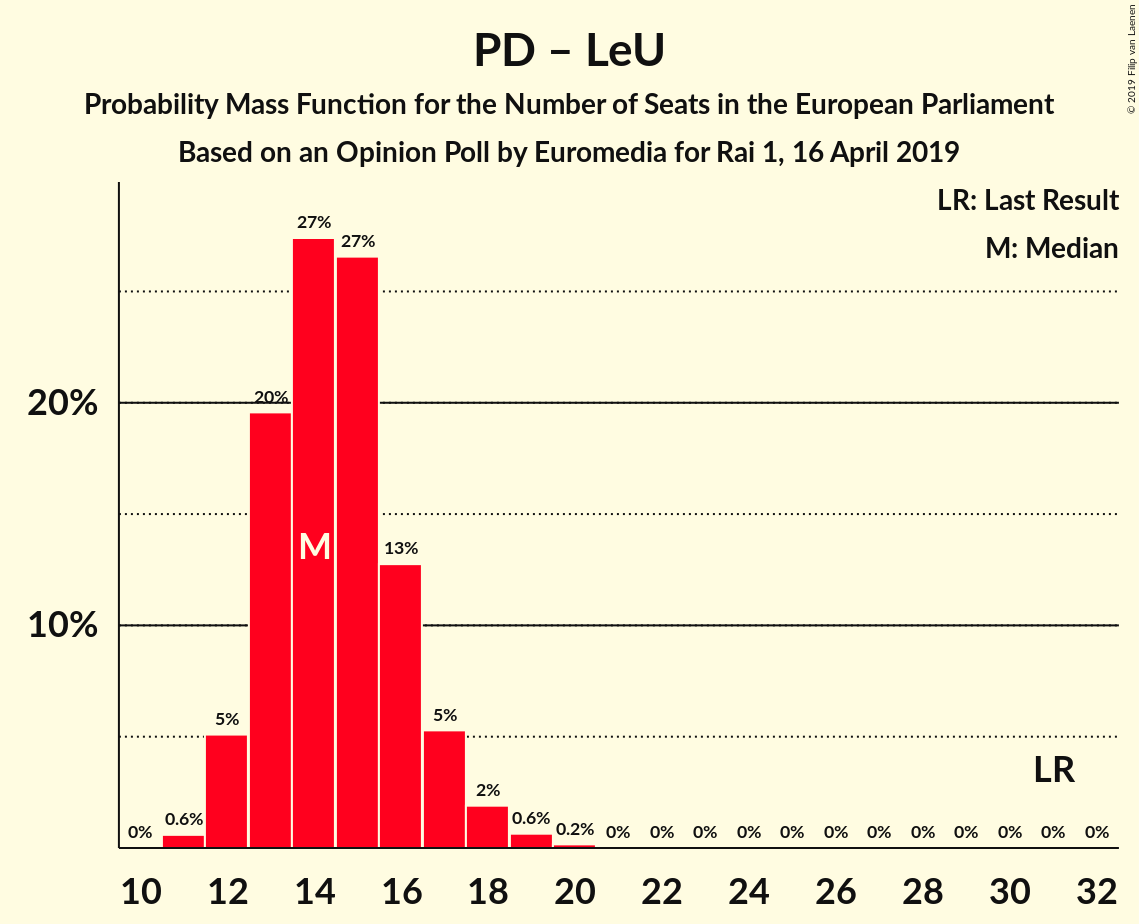 PD – LeU
Probability Mass Function for the Number of Seats in the European Parliament
Based on an Opinion Poll by Euromedia for Rai 1, 16 April 2019
© 2019 Filip van Laenen
LR: Last Result
M: Median
27%
27%
20%
20%
M
13%
10%
5%
5%
LR
2%
0% 0.6% 0.6% 0.2% 0% 0% 0% 0% 0% 0% 0% 0% 0% 0% 0% 0%
10 12 14 16 18 20 22 24 26 28 30 32